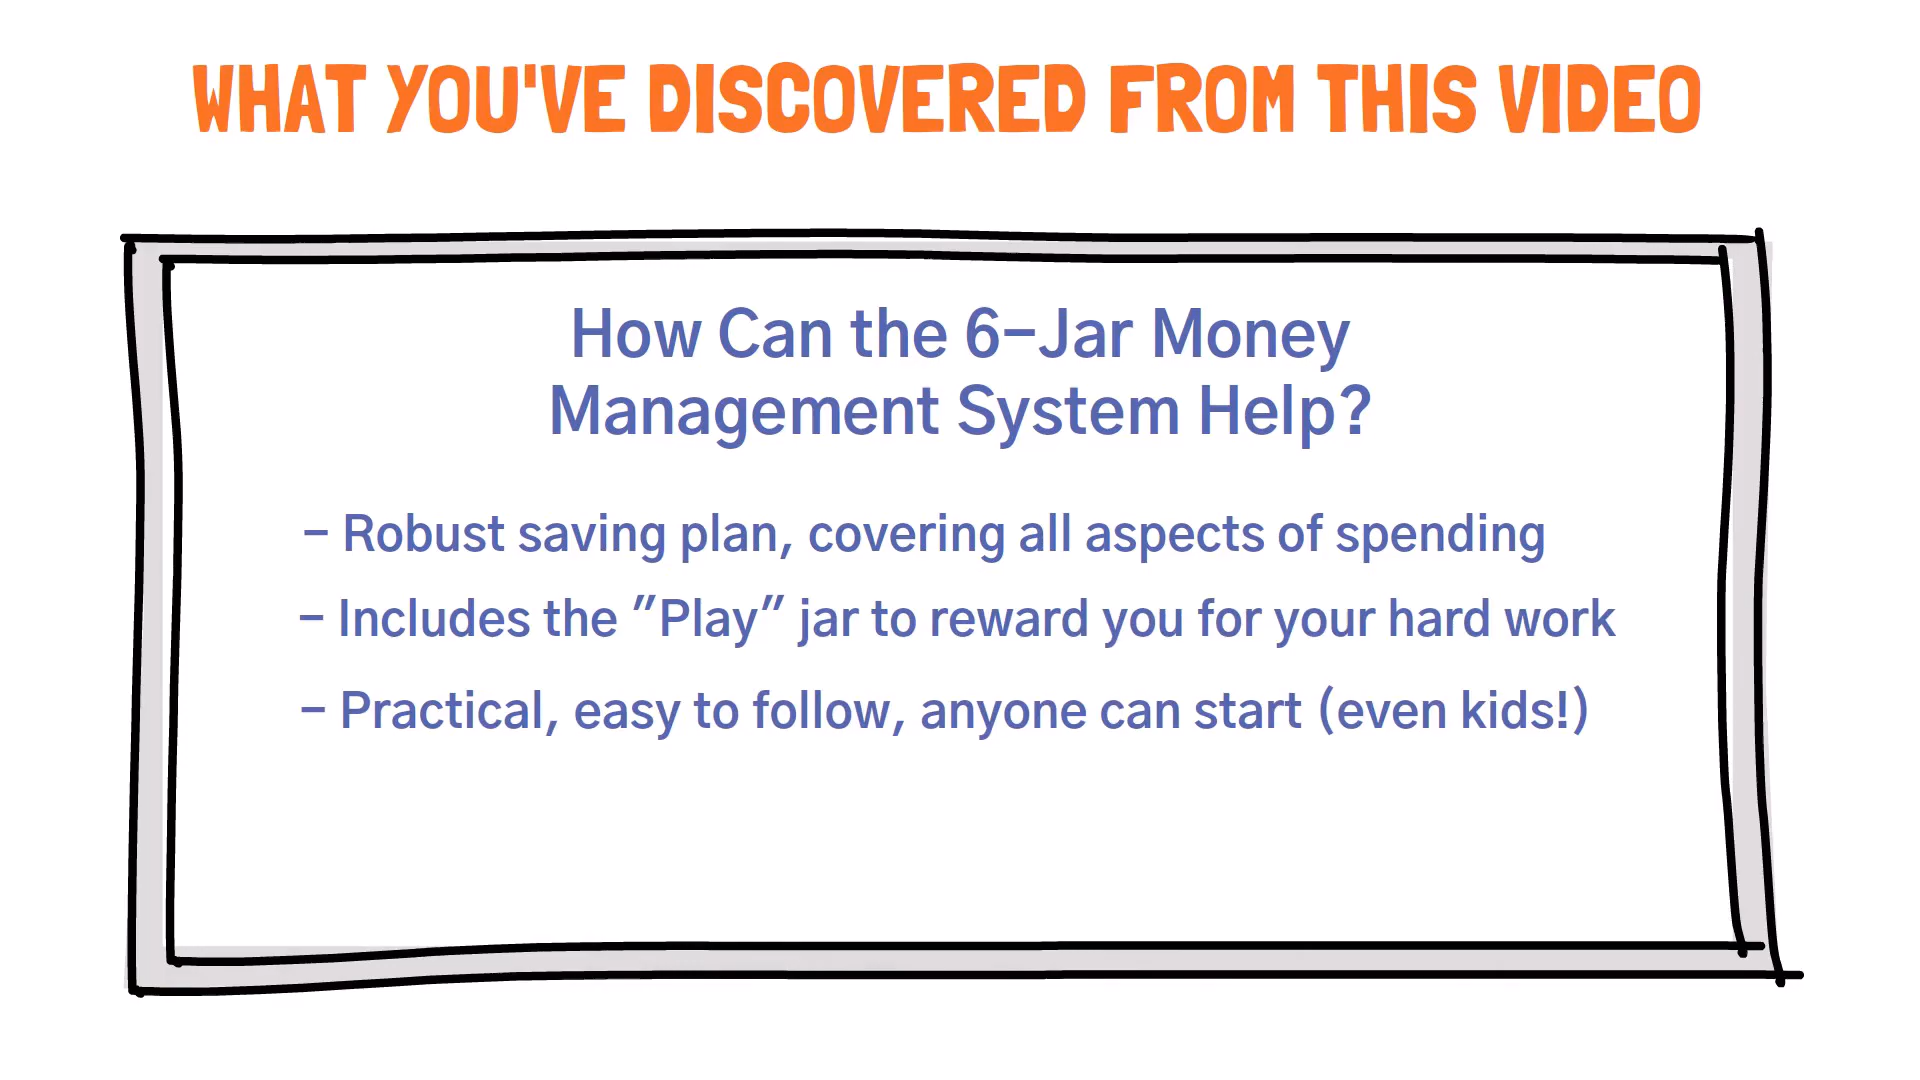 WHAT YOU'VE DISCOVERED FROM THIS VIDEO
How Can the 6-Jar Money
Management System Help?
- Robust saving plan, covering all aspects of spending
- Includes the "Play" jar to reward you for your hard work
- Practical, easy to follow, anyone can start (even kids!)